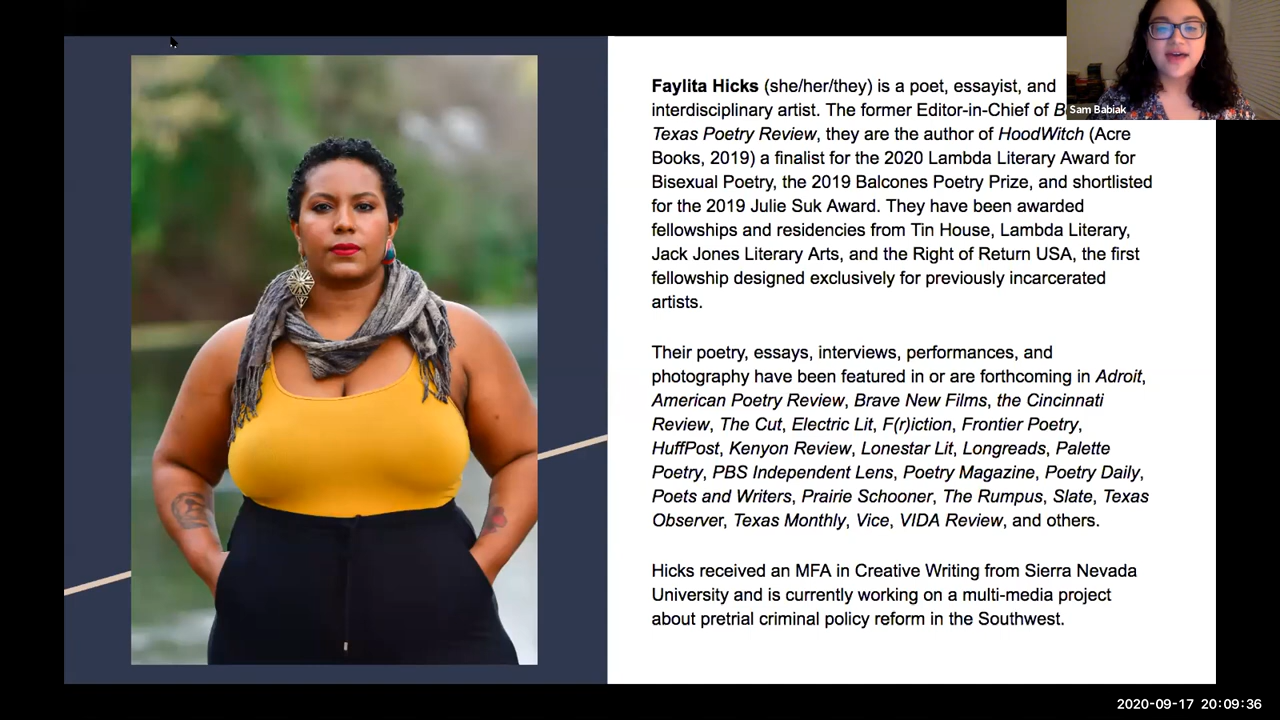 Faylita Hicks (she/her/they) is a poet, essayist, and
interdisciplinary artist. The former Editor-in-Chief of
Texas Poetry Review, they are the author of HoodWitch (Acre
Books, 2019) a finalist for the 2020 Lambda Literary Award for
Bisexual Poetry, the 2019 Balcones Poetry Prize, and shortlisted
for the 2019 Julie Suk Award. They have been awarded
fellowships and residencies from Tin House, Lambda Literary,
Jack Jones Literary Arts, and the Right of Return USA, the first
fellowship designed exclusively for previously incarcerated
artists.
Their poetry, essays, interviews, performances, and
photography have been featured in or are forthcoming in Adroit,
American Poetry Review, Brave New Films, the Cincinnati
Review, The Cut, Electric Lit, F(r)iction, Frontier Poetry,
HuffPost, Kenyon Review, Lonestar Lit, Longreads, Palette
Poetry, PBS Independent Lens, Poetry Magazine, Poetry Daily,
Poets and Writers, Prairie Schooner, The Rumpus, Slate, Texas
Observer, Texas Monthly, Vice, VIDA Review, and others.
Hicks received an MFA in Creative Writing from Sierra Nevada
University and is currently working on a multi-media project
about pretrial criminal policy reform in the Southwest.
Sam Babiak
2020-09-17 20:09:36